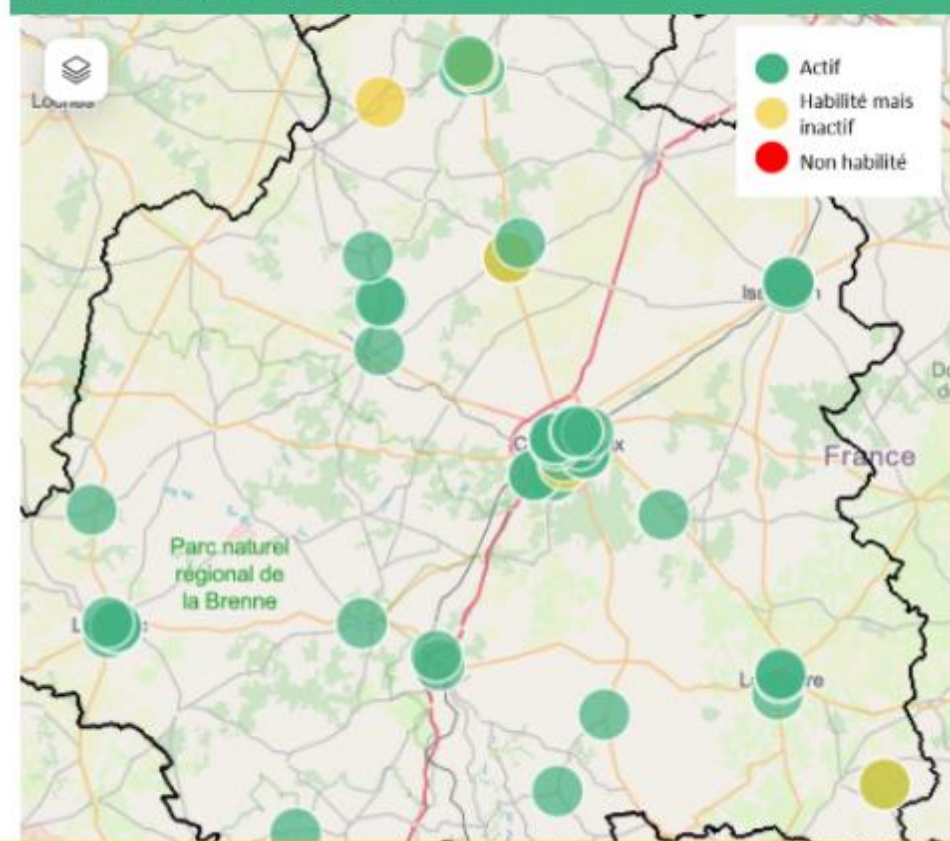 Actif
Habilité mais
inactif
Non habilité
France
Parc naturel
régional de
la Brenne